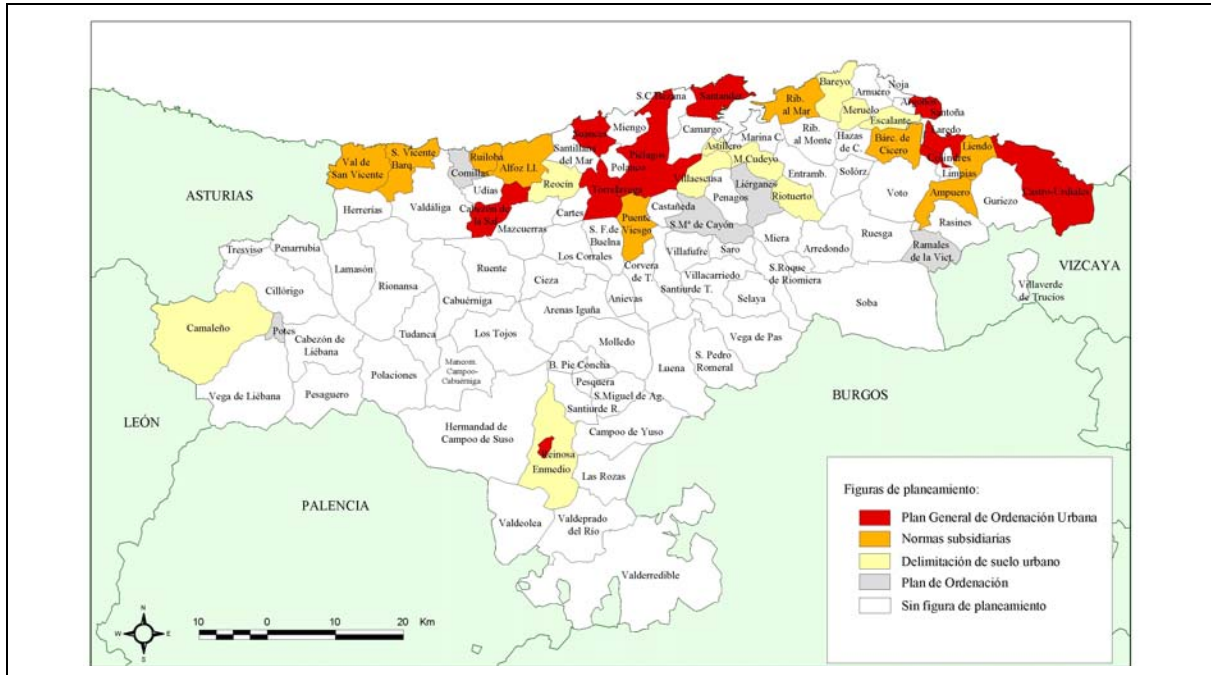 Noja
Bareyo
Arnuero
S.C.Bezana
Santander
Argoños
Santoña
Rib.
al Mar
Meruelo
Escalante
Suances
Miengo
Camargo
Marina C.
Rib.
al Monte
Hazas
de C.
Bárc. de
Cicero
Laredo
Colindres
Liendo
Santillana
del Mar
Piélagos
Polanco
Astillero
M.Cudeyo
S. Vicente
Barq.
Val de
San Vicente
Ruiloba
Alfoz Ll.
Comillas
Reocín
Villaescusa
Entramb.
Solórz.
Limpias
Castro-Urdiales
ASTURIAS
Udías
Torrelavega
Liérganes
Penagos
Riotuerto
Voto
Ampuero
Guriezo
Herrerías
Valdáliga
Cabezón de
la Sal
Mazcuerras
Cartes
Castañeda
Puente
Viesgo
S.Mª de Cayón
Rasines
Ruesga
S. F.de
Buelna
Los Corrales
Tresviso
Penarrubia
Lamasón
Ruente
Cieza
Corvera
de T.
Villafufre
Saro
Miera
Arredondo
Ramales
de la Vict.
VIZCAYA
Villaverde
de Trucíos
Cillórigo
Rionansa
Cabuérniga
Anievas
Villacarriedo
Santiurde T.
S.Roque
de Riomiera
Selaya
Soba
Camaleño
Potes
Cabezón de
Liébana
Tudanca
Los Tojos
Arenas Iguña
Molledo
Vega de Pas
Polaciones
Mancom.
Campoo-
Cabuérniga
B. Pie Concha
Luena
S. Pedro
Romeral
Vega de Liébana
Pesaguero
Pesquera
S.Miguel de Ag.
Santiurde R.
BURGOS
LEÓN
Hermandad de
Campoo de Suso
Campoo de Yuso
Reinosa
Enmedio
Las Rozas
PALENCIA
Valdeolea
Valdeprado
del Río
Valderredible
Figuras de planeamiento:
Plan General de Ordenación Urbana
Normas subsidiarias
Delimitación de suelo urbano
Plan de Ordenación
Sin figura de planeamiento
N
W
E
S
10 0 10 20 Km